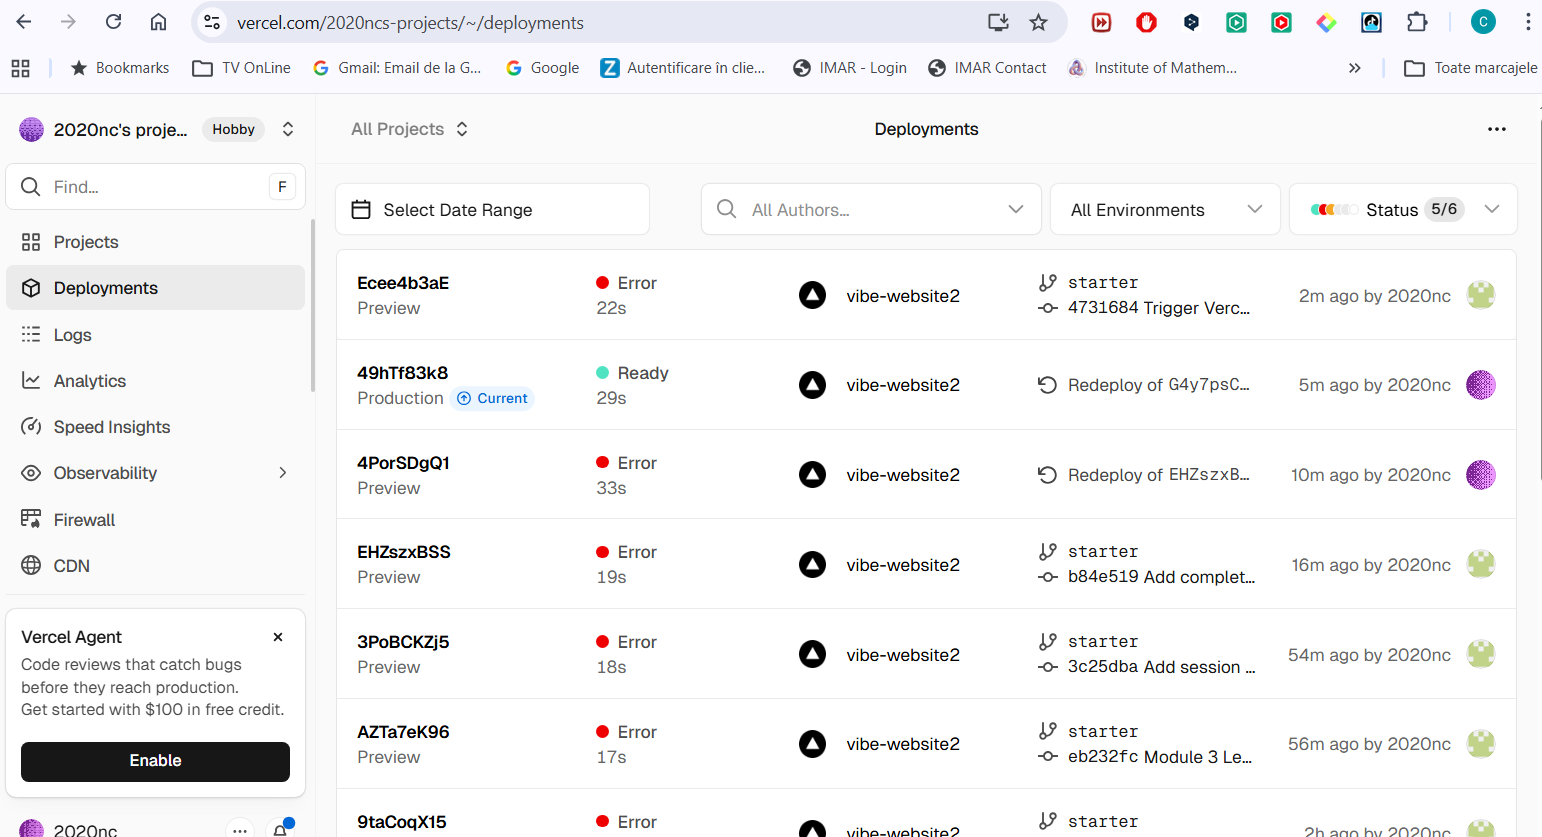 vercel.com/2020ncs-projects/~/deployments
C
Bookmarks
TV OnLine
Gmail: Email de la G...
Google
Autentificare în clie...
IMAR - Login
IMAR Contact
Institute of Mathem...
Toate marcajele
2020nc's proje...
Hobby
All Projects
Deployments
Find...
F
Select Date Range
All Authors...
All Environments
Status
5/6
Projects
Deployments
Logs
Analytics
Speed Insights
Observability
Firewall
CDN
Vercel Agent
Code reviews that catch bugs
before they reach production.
Get started with $100 in free credit.
Enable
2020nc
Ecee4b3aE
Preview
Error
22s
vibe-website2
starter
4731684 Trigger Verc...
2m ago by 2020nc
49hTf83k8
Production
Current
Ready
29s
vibe-website2
Redeploy of G4y7psC...
5m ago by 2020nc
4PorSDgQ1
Preview
Error
33s
vibe-website2
Redeploy of EHZszxB...
10m ago by 2020nc
EHZszxBSS
Preview
Error
19s
vibe-website2
starter
b84e519 Add complet...
16m ago by 2020nc
3PoBCKZj5
Preview
Error
18s
vibe-website2
starter
3c25dba Add session ...
54m ago by 2020nc
AZTa7eK96
Preview
Error
17s
vibe-website2
starter
eb232fc Module 3 Le...
56m ago by 2020nc
9taCoqX15
Error
vibe-website2
starter
2h ago by 2020nc